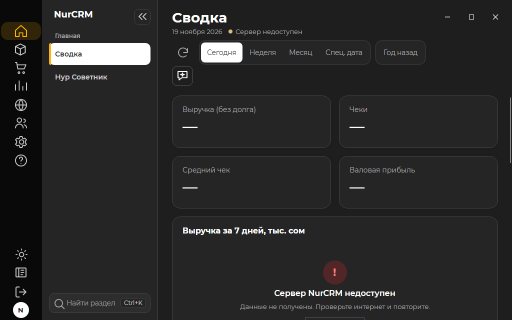 NurCRM
Главная
Сводка
Нур Советник
Найти раздел Ctrl+K
N
Сводка
19 ноября 2026 Сервер недоступен
Сегодня Неделя Месяц Спец. дата Год назад
Выручка (без долга)
—
Чеки
—
Средний чек
—
Валовая прибыль
—
Выручка за 7 дней, тыс. сом
!
Сервер NurCRM недоступен
Данные не получены. Проверьте интернет и повторите.